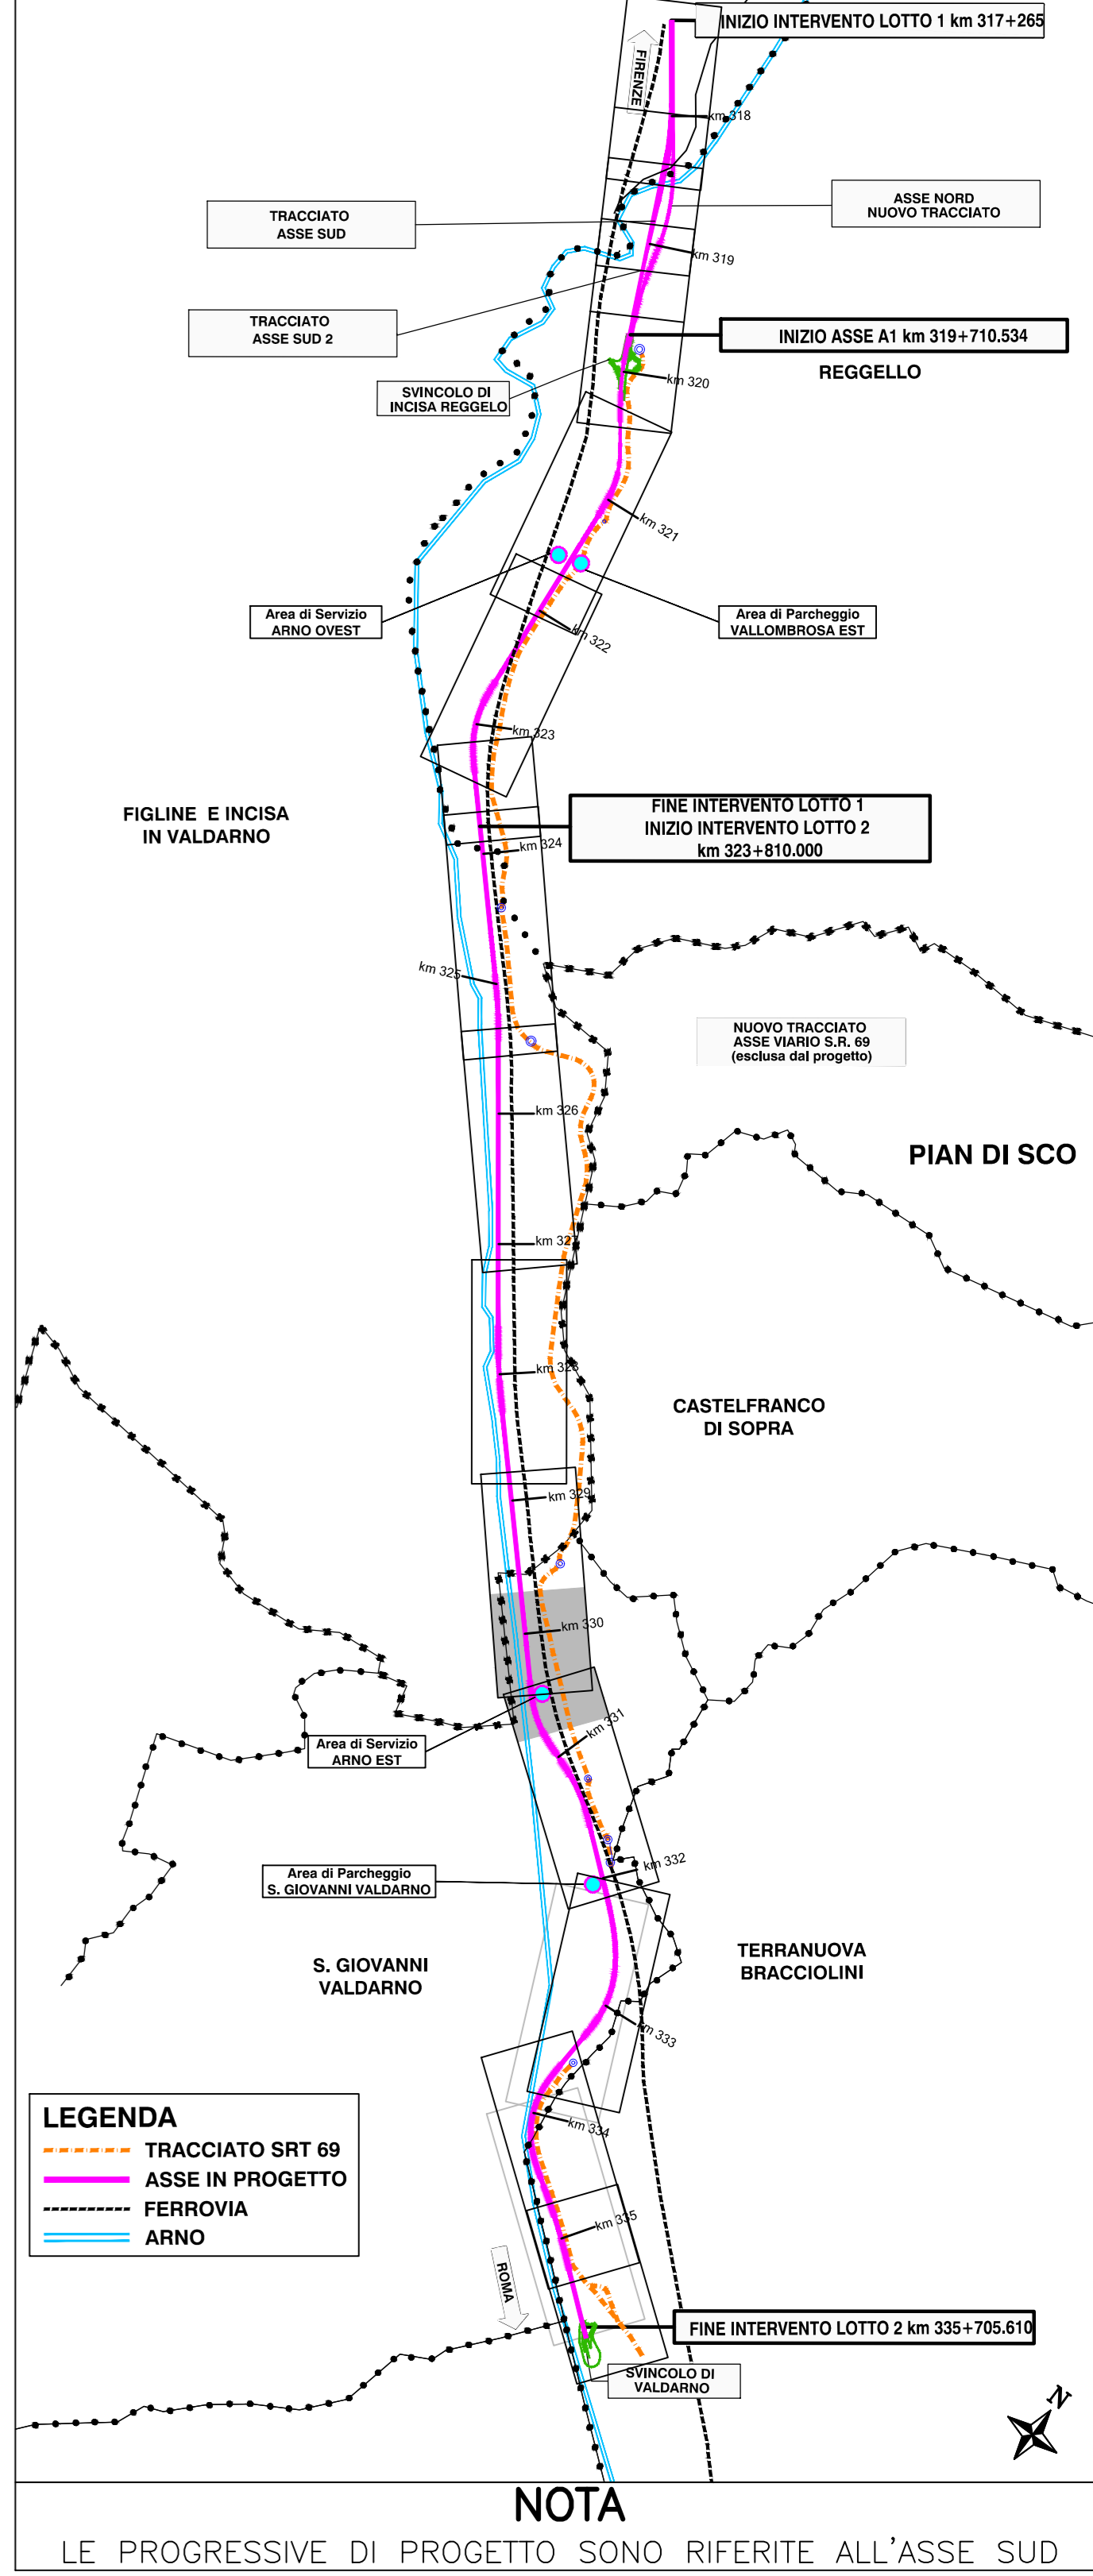 INIZIO INTERVENTO LOTTO 1 km 317+265
FIRENZE
km 318
ASSE NORD
NUOVO TRACCIATO
TRACCIATO
ASSE SUD
km 319
TRACCIATO
ASSE SUD 2
INIZIO ASSE A1 km 319+710.534
REGGELLO
km 320
SVINCOLO DI
INCISA REGGELO
km 321
Area di Servizio
ARNO OVEST
Area di Parcheggio
VALLOMBROSA EST
km 322
km 323
FIGLINE E INCISA
IN VALDARNO
FINE INTERVENTO LOTTO 1
INIZIO INTERVENTO LOTTO 2
km 323+810.000
km 324
km 325
NUOVO TRACCIATO
ASSE VIARIO S.R. 69
(esclusa dal progetto)
km 326
PIAN DI SCO
km 327
km 328
CASTELFRANCO
DI SOPRA
km 329
km 330
km 331
Area di Servizio
ARNO EST
km 332
Area di Parcheggio
S. GIOVANNI VALDARNO
TERRANUOVA
BRACCIOLINI
S. GIOVANNI
VALDARNO
km 333
LEGENDA
TRACCIATO SRT 69
ASSE IN PROGETTO
FERROVIA
ARNO
km 334
km 335
ROMA
FINE INTERVENTO LOTTO 2 km 335+705.610
SVINCOLO DI
VALDARNO
N
NOTA
LE PROGRESSIVE DI PROGETTO SONO RIFERITE ALL'ASSE SUD